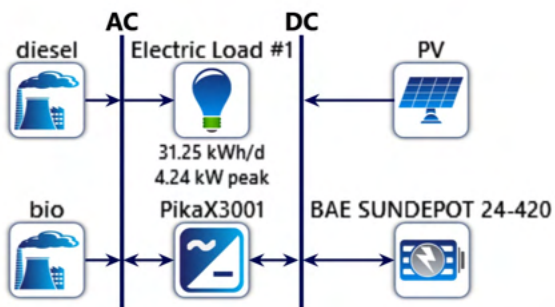 AC DC
diesel Electric Load #1 PV
31.25 kWh/d
4.24 kW peak
bio PikaX3001 BAE SUNDEPOT 24-420